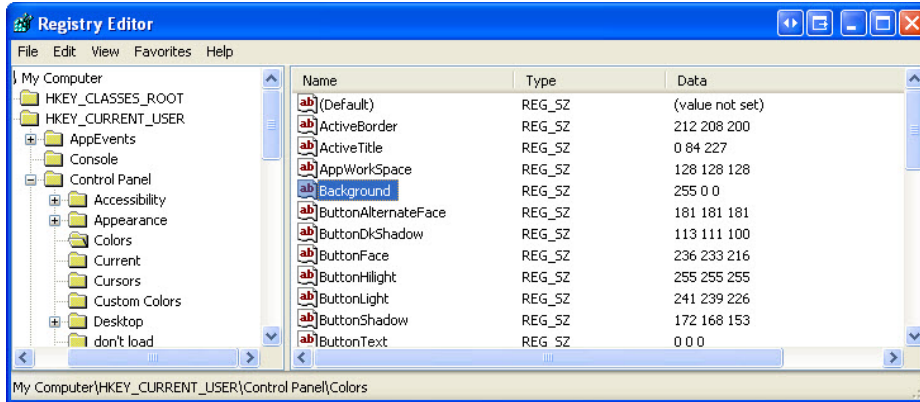 Registry Editor
File Edit View Favorites Help
My Computer
HKEY_CLASSES_ROOT
HKEY_CURRENT_USER
AppEvents
Console
Control Panel
Accessibility
Appearance
Colors
Current
Cursors
Custom Colors
Desktop
don't load
Name Type Data
(Default) REG_SZ (value not set)
ActiveBorder REG_SZ 212 208 200
ActiveTitle REG_SZ 0 84 227
AppWorkSpace REG_SZ 128 128 128
Background REG_SZ 255 0 0
ButtonAlternateFace REG_SZ 181 181 181
ButtonDkShadow REG_SZ 113 111 100
ButtonFace REG_SZ 236 233 216
ButtonHilight REG_SZ 255 255 255
ButtonLight REG_SZ 241 239 226
ButtonShadow REG_SZ 172 168 153
ButtonText REG_SZ 0 0 0
My Computer\HKEY_CURRENT_USER\Control Panel\Colors